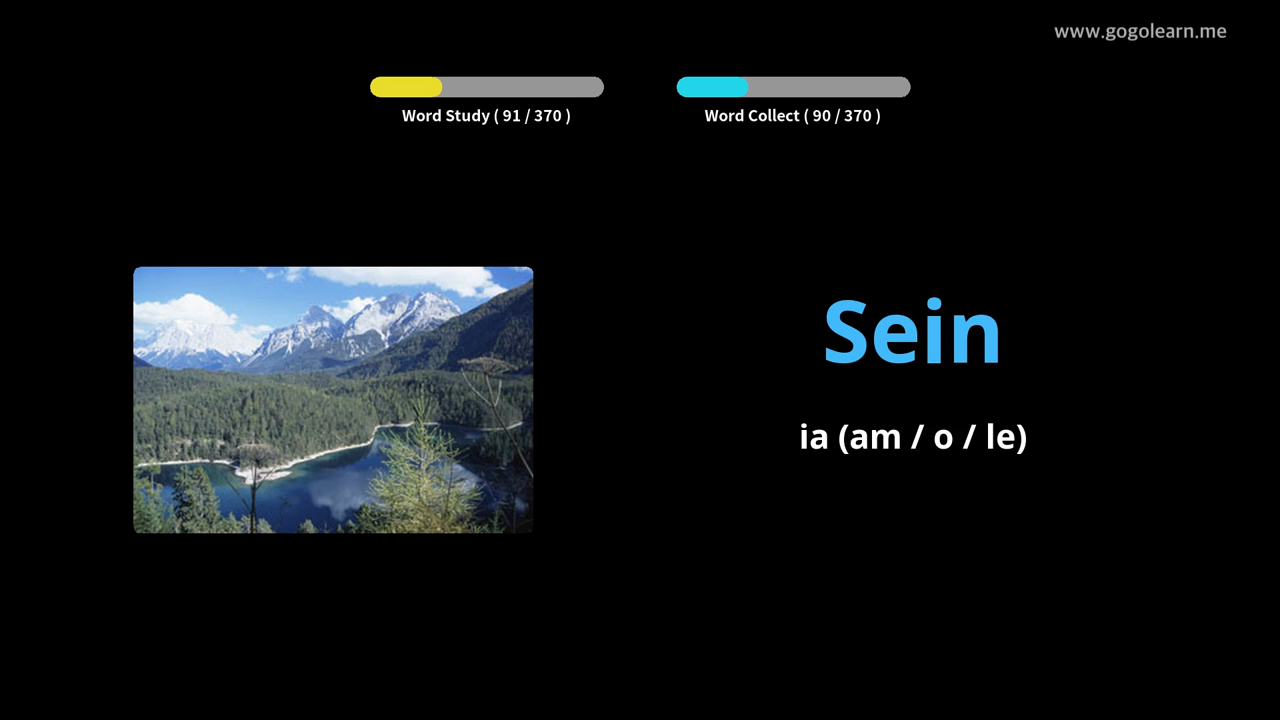 www.gogolearn.me
Word Study ( 91 / 370 )
Word Collect ( 90 / 370 )
Sein
ia (am / o / le)